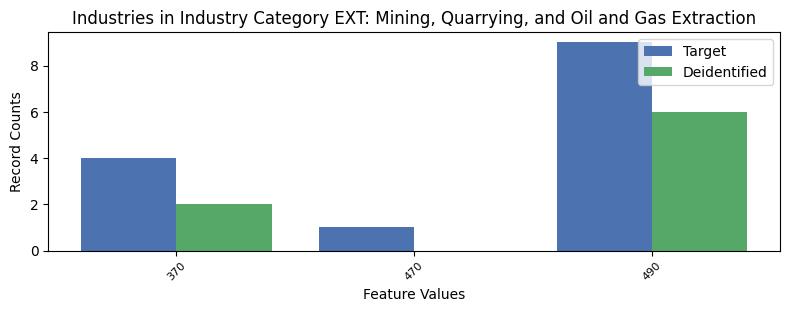 Industries in Industry Category EXT: Mining, Quarrying, and Oil and Gas Extraction
Target
Deidentified
Record Counts
8
6
4
2
0
370
470
490
Feature Values